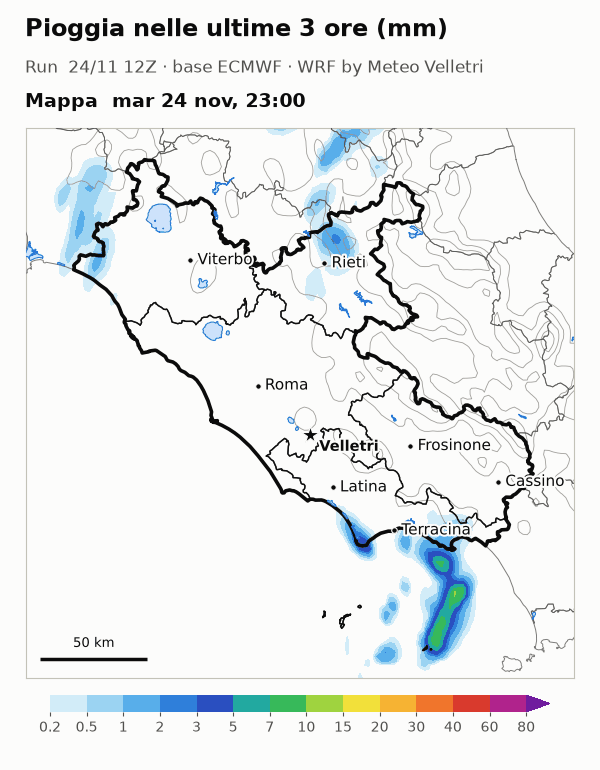 Pioggia nelle ultime 3 ore (mm)
Run  24/11 12Z · base ECMWF · WRF by Meteo Velletri
Mappa  mar 24 nov, 23:00
Viterbo
Rieti
Roma
Velletri
Frosinone
Latina
Cassino
Terracina
50 km
0.2 0.5 1 2 3 5 7 10 15 20 30 40 60 80